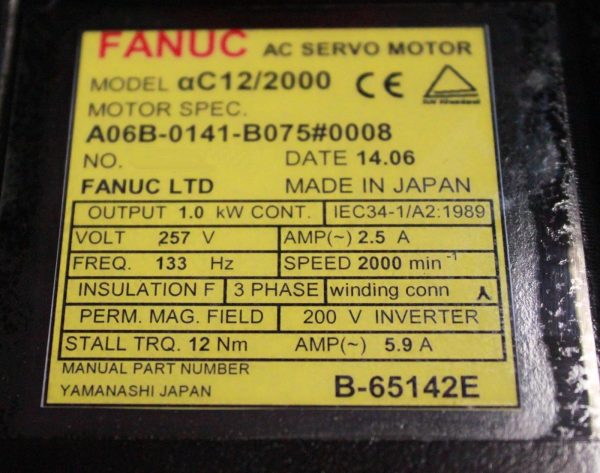 FANUC AC SERVO MOTOR
MODEL αC12/2000 CE
TUV Rheinland
MOTOR SPEC.
A06B-0141-B075#0008
NO. DATE 14.06
FANUC LTD MADE IN JAPAN
OUTPUT 1.0 kW CONT. IEC34-1/A2:1989
VOLT 257 V AMP(~) 2.5 A
FREQ. 133 Hz SPEED 2000 min⁻¹
INSULATION F 3 PHASE winding conn
PERM. MAG. FIELD 200 V INVERTER
STALL TRQ. 12 Nm AMP(~) 5.9 A
MANUAL PART NUMBER
YAMANASHI JAPAN B-65142E